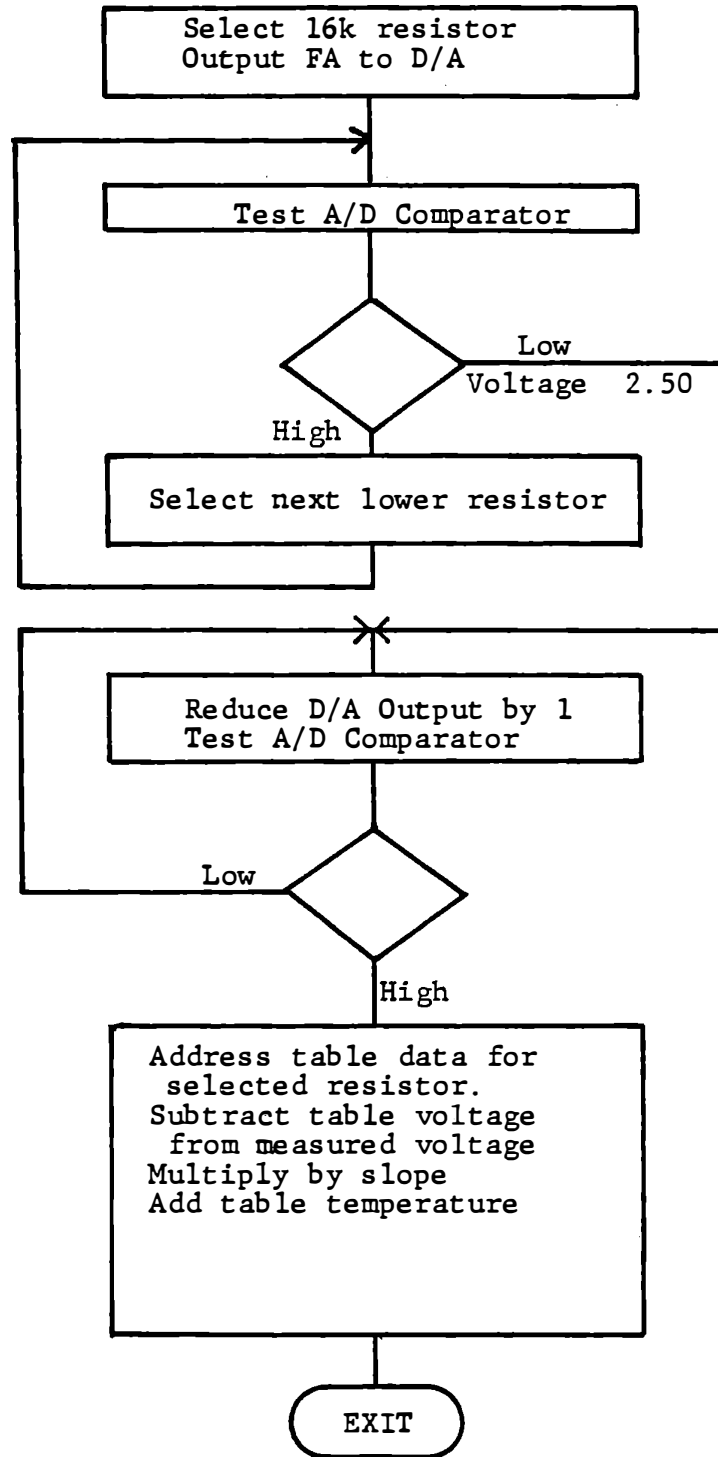 Select 16k resistor
Output FA to D/A
Test A/D Comparator
Low
Voltage 2.50
High
Select next lower resistor
Reduce D/A Output by 1
Test A/D Comparator
Low
High
Address table data for
selected resistor.
Subtract table voltage
from measured voltage
Multiply by slope
Add table temperature
EXIT